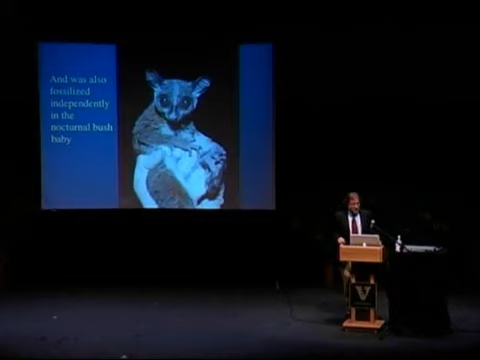 And was also
fossilized
independently
in the
nocturnal bush
baby